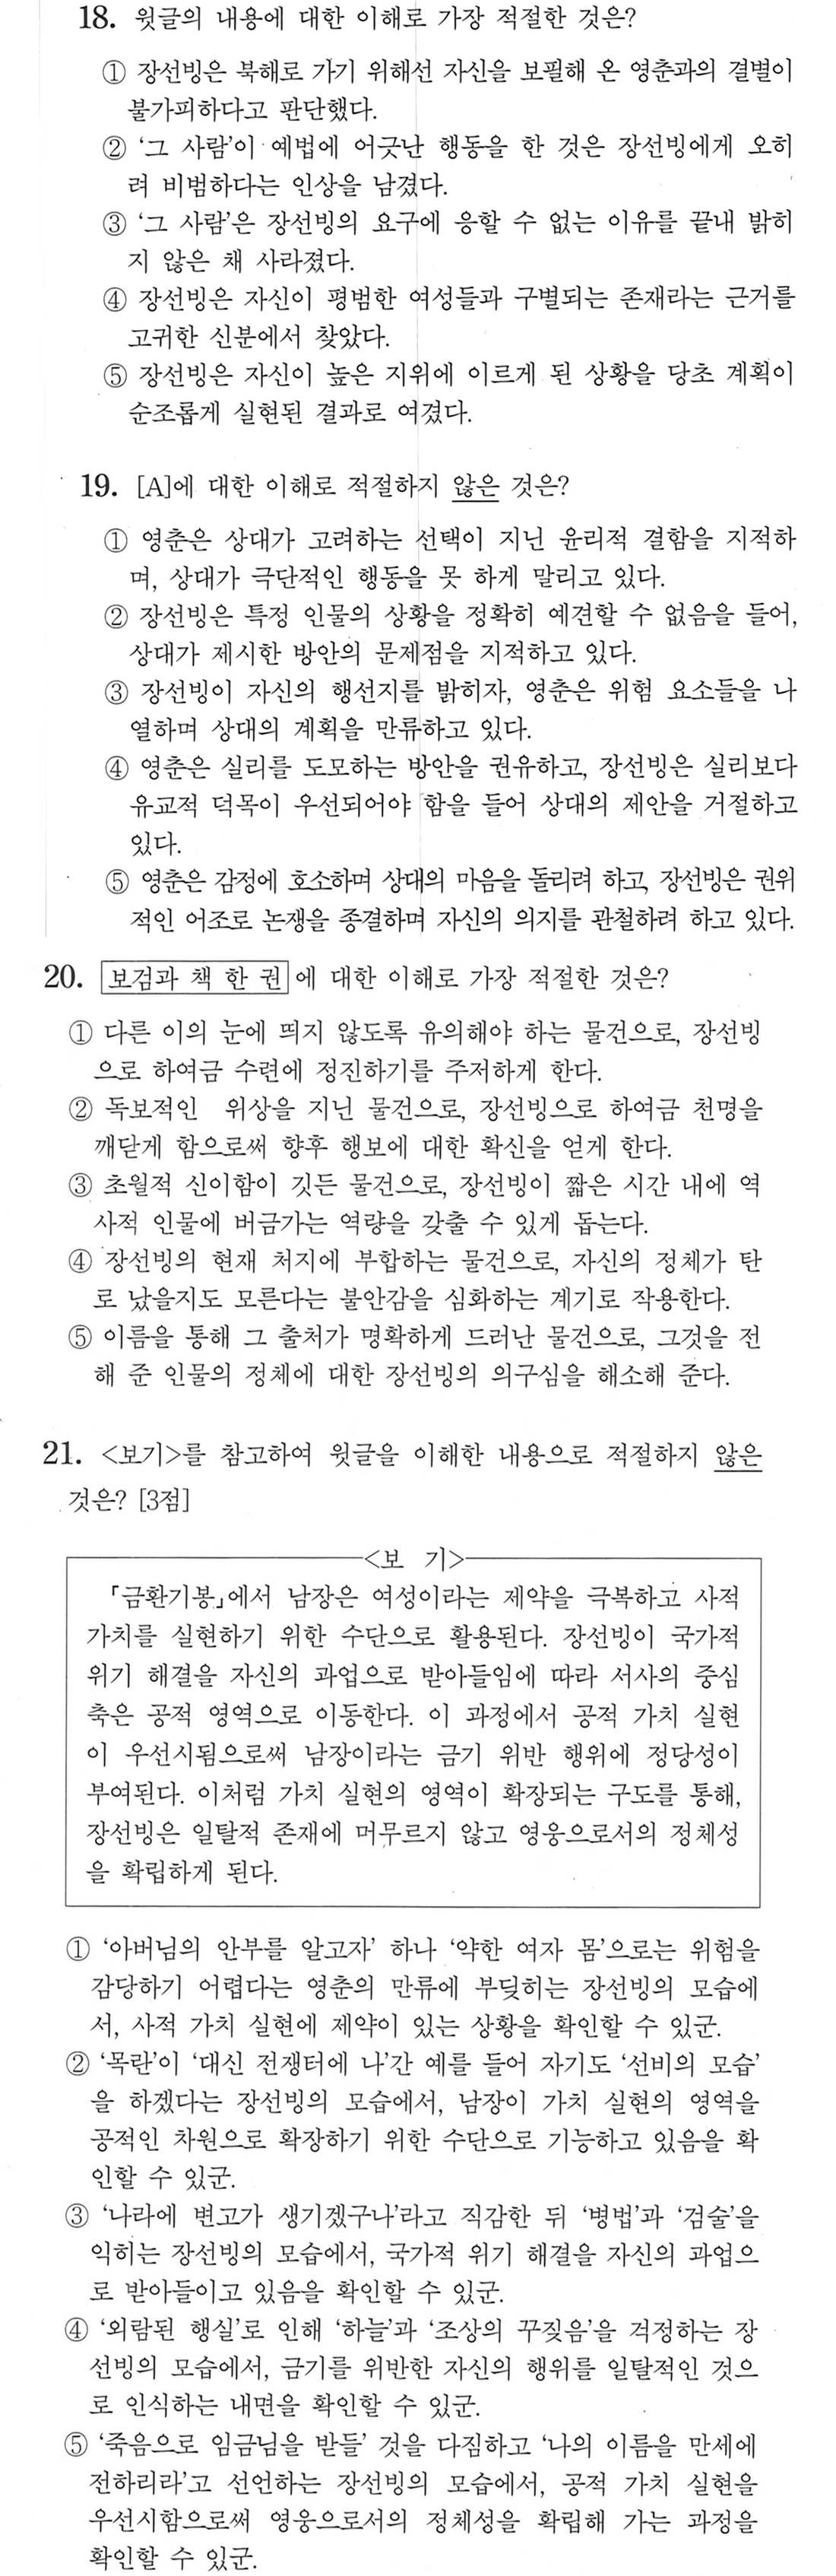 18. 윗글의 내용에 대한 이해로 가장 적절한 것은?
① 장선빙은 북해로 가기 위해선 자신을 보필해 온 영춘과의 결별이
불가피하다고 판단했다.
② ‘그 사람’이 예법에 어긋난 행동을 한 것은 장선빙에게 오히
려 비범하다는 인상을 남겼다.
③ ‘그 사람’은 장선빙의 요구에 응할 수 없는 이유를 끝내 밝히
지 않은 채 사라졌다.
④ 장선빙은 자신이 평범한 여성들과 구별되는 존재라는 근거를
고귀한 신분에서 찾았다.
⑤ 장선빙은 자신이 높은 지위에 이르게 된 상황을 당초 계획이
순조롭게 실현된 결과로 여겼다.
19. [A]에 대한 이해로 적절하지 않은 것은?
① 영춘은 상대가 고려하는 선택이 지닌 윤리적 결함을 지적하
며, 상대가 극단적인 행동을 못 하게 말리고 있다.
② 장선빙은 특정 인물의 상황을 정확히 예견할 수 없음을 들어,
상대가 제시한 방안의 문제점을 지적하고 있다.
③ 장선빙이 자신의 행선지를 밝히자, 영춘은 위험 요소들을 나
열하며 상대의 계획을 만류하고 있다.
④ 영춘은 실리를 도모하는 방안을 권유하고, 장선빙은 실리보다
유교적 덕목이 우선되어야 함을 들어 상대의 제안을 거절하고
있다.
⑤ 영춘은 감정에 호소하며 상대의 마음을 돌리려 하고, 장선빙은 권위
적인 어조로 논쟁을 종결하며 자신의 의지를 관철하려 하고 있다.
20. 보검과 책 한 권에 대한 이해로 가장 적절한 것은?
① 다른 이의 눈에 띄지 않도록 유의해야 하는 물건으로, 장선빙
으로 하여금 수련에 정진하기를 주저하게 한다.
② 독보적인 위상을 지닌 물건으로, 장선빙으로 하여금 천명을
깨닫게 함으로써 향후 행보에 대한 확신을 얻게 한다.
③ 초월적 신이함이 깃든 물건으로, 장선빙이 짧은 시간 내에 역
사적 인물에 버금가는 역량을 갖출 수 있게 돕는다.
④ 장선빙의 현재 처지에 부합하는 물건으로, 자신의 정체가 탄
로 났을지도 모른다는 불안감을 심화하는 계기로 작용한다.
⑤ 이름을 통해 그 출처가 명확하게 드러난 물건으로, 그것을 전
해 준 인물의 정체에 대한 장선빙의 의구심을 해소해 준다.
21. <보기>를 참고하여 윗글을 이해한 내용으로 적절하지 않은
것은? [3점]
<보 기>
「금환기봉」에서 남장은 여성이라는 제약을 극복하고 사적
가치를 실현하기 위한 수단으로 활용된다. 장선빙이 국가적
위기 해결을 자신의 과업으로 받아들임에 따라 서사의 중심
축은 공적 영역으로 이동한다. 이 과정에서 공적 가치 실현
이 우선시됨으로써 남장이라는 금기 위반 행위에 정당성이
부여된다. 이처럼 가치 실현의 영역이 확장되는 구도를 통해,
장선빙은 일탈적 존재에 머무르지 않고 영웅으로서의 정체성
을 확립하게 된다.
① ‘아버님의 안부를 알고자’ 하나 ‘약한 여자 몸’으로는 위험을
감당하기 어렵다는 영춘의 만류에 부딪히는 장선빙의 모습에
서, 사적 가치 실현에 제약이 있는 상황을 확인할 수 있군.
② ‘목란’이 ‘대신 전쟁터에 나’간 예를 들어 자기도 ‘선비의 모습’
을 하겠다는 장선빙의 모습에서, 남장이 가치 실현의 영역을
공적인 차원으로 확장하기 위한 수단으로 기능하고 있음을 확
인할 수 있군.
③ ‘나라에 변고가 생기겠구나’라고 직감한 뒤 ‘병법’과 ‘검술’을
익히는 장선빙의 모습에서, 국가적 위기 해결을 자신의 과업으
로 받아들이고 있음을 확인할 수 있군.
④ ‘외람된 행실’로 인해 ‘하늘’과 ‘조상의 꾸짖음’을 걱정하는 장
선빙의 모습에서, 금기를 위반한 자신의 행위를 일탈적인 것으
로 인식하는 내면을 확인할 수 있군.
⑤ ‘죽음으로 임금님을 받들’ 것을 다짐하고 ‘나의 이름을 만세에
전하리라’고 선언하는 장선빙의 모습에서, 공적 가치 실현을
우선시함으로써 영웅으로서의 정체성을 확립해 가는 과정을
확인할 수 있군.